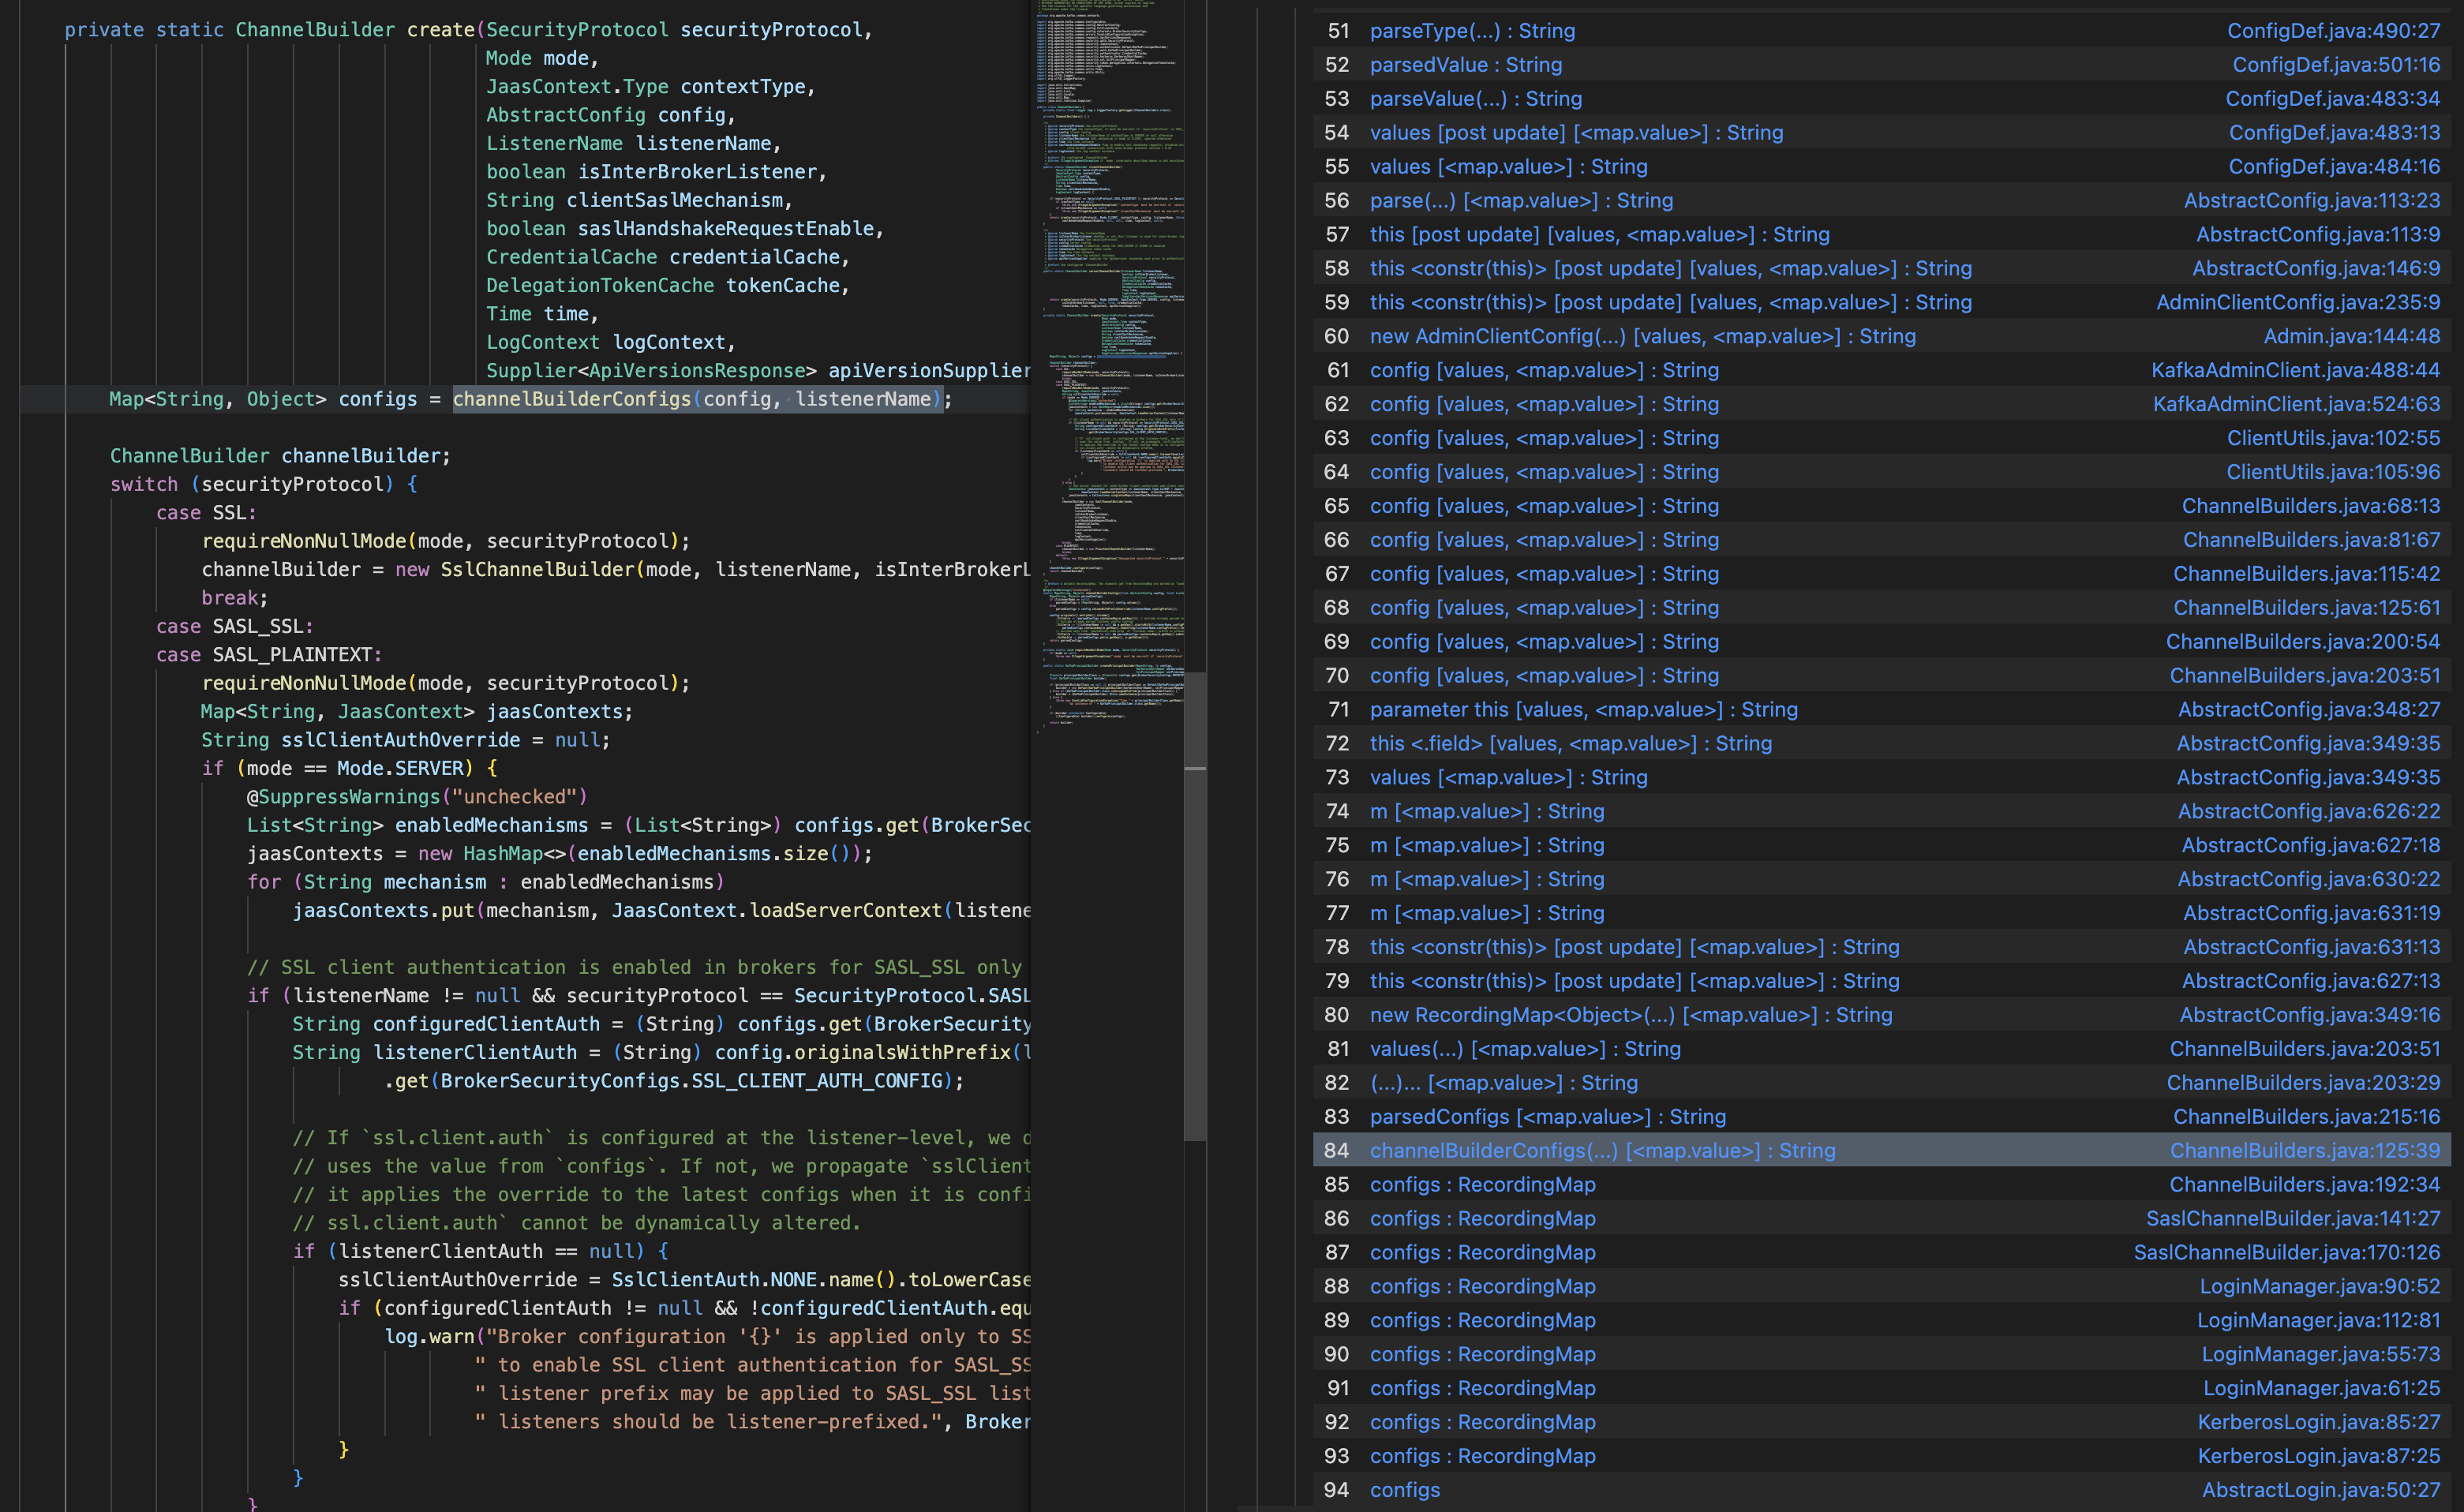 private static ChannelBuilder create(SecurityProtocol securityProtocol,
Mode mode,
JaasContext.Type contextType,
AbstractConfig config,
ListenerName listenerName,
boolean isInterBrokerListener,
String clientSaslMechanism,
boolean saslHandshakeRequestEnable,
CredentialCache credentialCache,
DelegationTokenCache tokenCache,
Time time,
LogContext logContext,
Supplier<ApiVersionsResponse> apiVersionSupplier
Map<String, Object> configs = channelBuilderConfigs(config, listenerName);
ChannelBuilder channelBuilder;
switch (securityProtocol) {
case SSL:
requireNonNullMode(mode, securityProtocol);
channelBuilder = new SslChannelBuilder(mode, listenerName, isInterBrokerL
break;
case SASL_SSL:
case SASL_PLAINTEXT:
requireNonNullMode(mode, securityProtocol);
Map<String, JaasContext> jaasContexts;
String sslClientAuthOverride = null;
if (mode == Mode.SERVER) {
@SuppressWarnings("unchecked")
List<String> enabledMechanisms = (List<String>) configs.get(BrokerSec
jaasContexts = new HashMap<>(enabledMechanisms.size());
for (String mechanism : enabledMechanisms)
jaasContexts.put(mechanism, JaasContext.loadServerContext(listene
// SSL client authentication is enabled in brokers for SASL_SSL only
if (listenerName != null && securityProtocol == SecurityProtocol.SASL
String configuredClientAuth = (String) configs.get(BrokerSecurity
String listenerClientAuth = (String) config.originalsWithPrefix(l
.get(BrokerSecurityConfigs.SSL_CLIENT_AUTH_CONFIG);
// If `ssl.client.auth` is configured at the listener-level, we d
// uses the value from `configs`. If not, we propagate `sslClient
// it applies the override to the latest configs when it is confi
// ssl.client.auth` cannot be dynamically altered.
if (listenerClientAuth == null) {
sslClientAuthOverride = SslClientAuth.NONE.name().toLowerCase
if (configuredClientAuth != null && !configuredClientAuth.equ
log.warn("Broker configuration '{}' is applied only to SS
" to enable SSL client authentication for SASL_SS
" listener prefix may be applied to SASL_SSL list
" listeners should be listener-prefixed.", Broker
}
}
}
51 parseType(...) : String ConfigDef.java:490:27
52 parsedValue : String ConfigDef.java:501:16
53 parseValue(...) : String ConfigDef.java:483:34
54 values [post update] [<map.value>] : String ConfigDef.java:483:13
55 values [<map.value>] : String ConfigDef.java:484:16
56 parse(...) [<map.value>] : String AbstractConfig.java:113:23
57 this [post update] [values, <map.value>] : String AbstractConfig.java:113:9
58 this <constr(this)> [post update] [values, <map.value>] : String AbstractConfig.java:146:9
59 this <constr(this)> [post update] [values, <map.value>] : String AdminClientConfig.java:235:9
60 new AdminClientConfig(...) [values, <map.value>] : String Admin.java:144:48
61 config [values, <map.value>] : String KafkaAdminClient.java:488:44
62 config [values, <map.value>] : String KafkaAdminClient.java:524:63
63 config [values, <map.value>] : String ClientUtils.java:102:55
64 config [values, <map.value>] : String ClientUtils.java:105:96
65 config [values, <map.value>] : String ChannelBuilders.java:68:13
66 config [values, <map.value>] : String ChannelBuilders.java:81:67
67 config [values, <map.value>] : String ChannelBuilders.java:115:42
68 config [values, <map.value>] : String ChannelBuilders.java:125:61
69 config [values, <map.value>] : String ChannelBuilders.java:200:54
70 config [values, <map.value>] : String ChannelBuilders.java:203:51
71 parameter this [values, <map.value>] : String AbstractConfig.java:348:27
72 this <.field> [values, <map.value>] : String AbstractConfig.java:349:35
73 values [<map.value>] : String AbstractConfig.java:349:35
74 m [<map.value>] : String AbstractConfig.java:626:22
75 m [<map.value>] : String AbstractConfig.java:627:18
76 m [<map.value>] : String AbstractConfig.java:630:22
77 m [<map.value>] : String AbstractConfig.java:631:19
78 this <constr(this)> [post update] [<map.value>] : String AbstractConfig.java:631:13
79 this <constr(this)> [post update] [<map.value>] : String AbstractConfig.java:627:13
80 new RecordingMap<Object>(...) [<map.value>] : String AbstractConfig.java:349:16
81 values(...) [<map.value>] : String ChannelBuilders.java:203:51
82 (...)... [<map.value>] : String ChannelBuilders.java:203:29
83 parsedConfigs [<map.value>] : String ChannelBuilders.java:215:16
84 channelBuilderConfigs(...) [<map.value>] : String ChannelBuilders.java:125:39
85 configs : RecordingMap ChannelBuilders.java:192:34
86 configs : RecordingMap SaslChannelBuilder.java:141:27
87 configs : RecordingMap SaslChannelBuilder.java:170:126
88 configs : RecordingMap LoginManager.java:90:52
89 configs : RecordingMap LoginManager.java:112:81
90 configs : RecordingMap LoginManager.java:55:73
91 configs : RecordingMap LoginManager.java:61:25
92 configs : RecordingMap KerberosLogin.java:85:27
93 configs : RecordingMap KerberosLogin.java:87:25
94 configs AbstractLogin.java:50:27